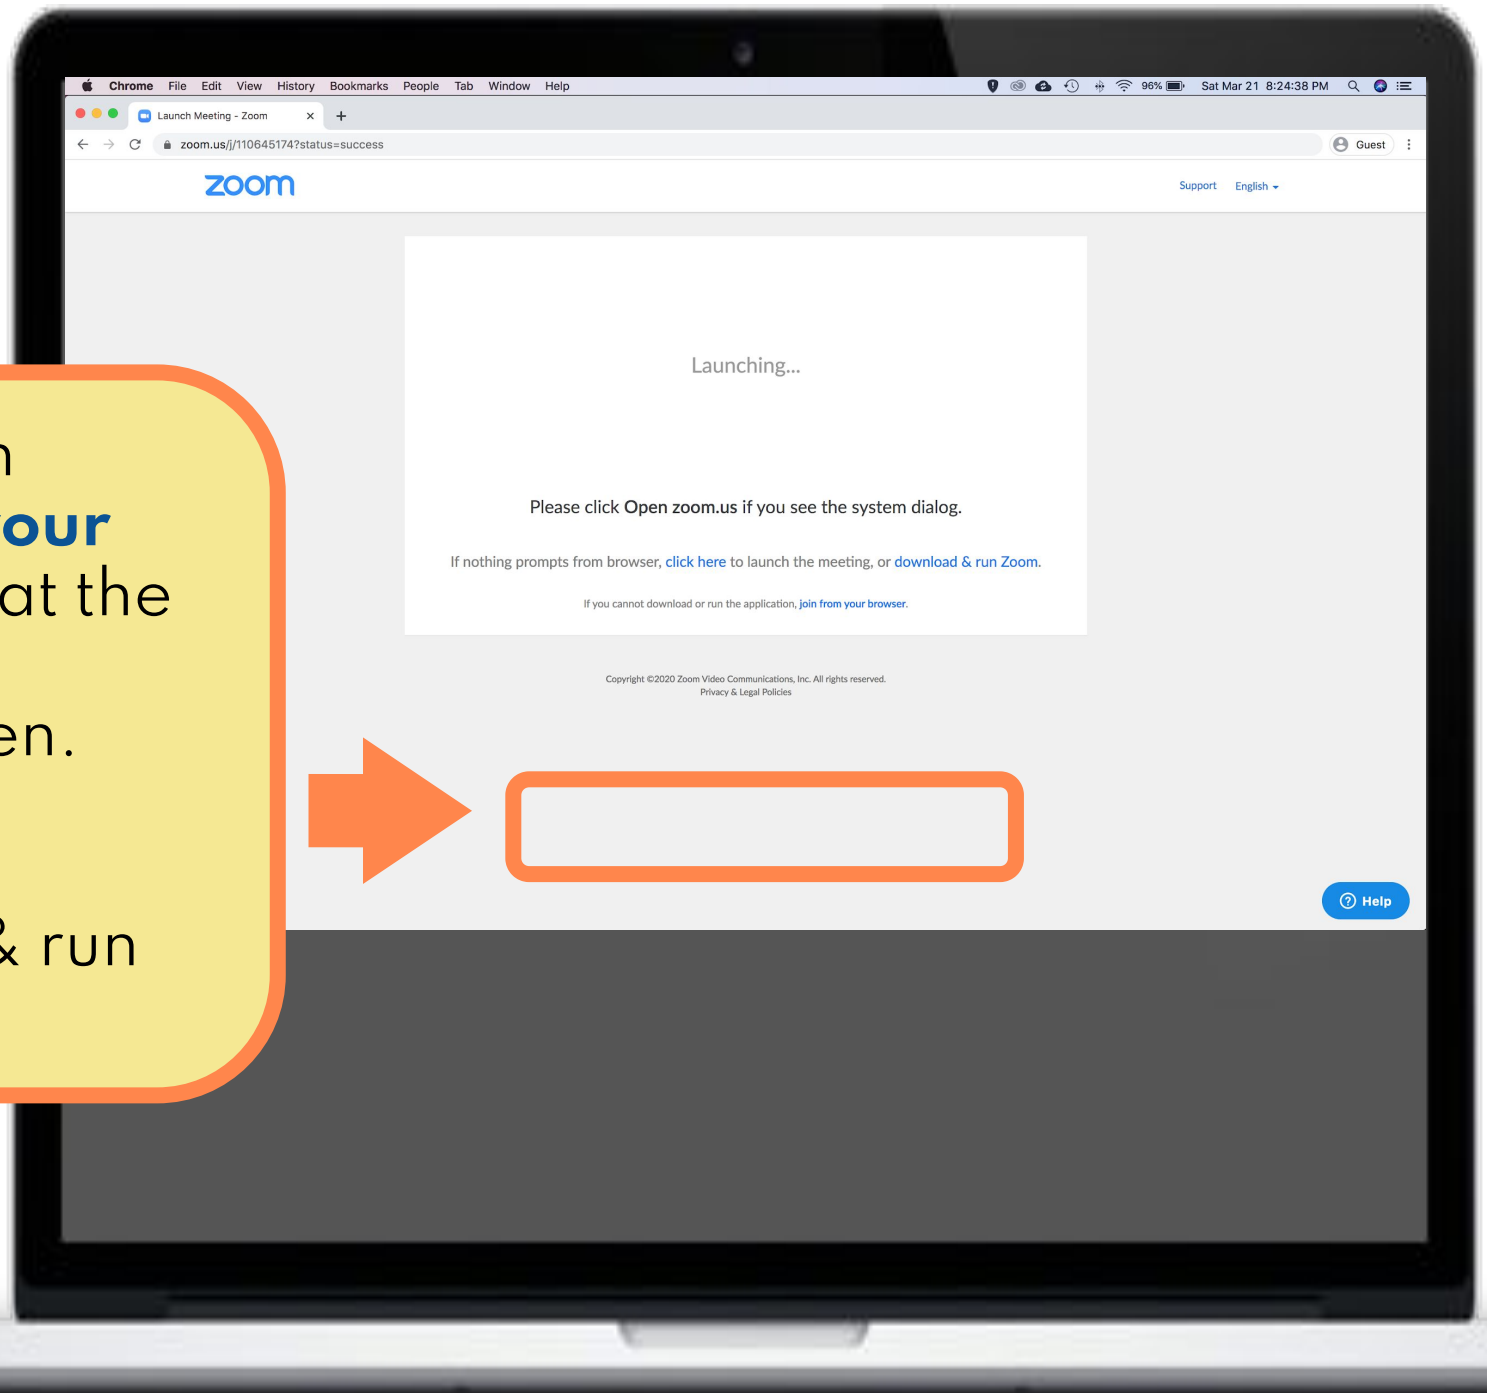 Chrome File Edit View History Bookmarks People Tab Window Help 96% Sat Mar 21 8:24:38 PM
Launch Meeting - Zoom
zoom.us/j/110645174?status=success Guest
zoom
Support English
Launching...
Please click Open zoom.us if you see the system dialog.
If nothing prompts from browser, click here to launch the meeting, or download & run Zoom.
If you cannot download or run the application, join from your browser.
Copyright ©2020 Zoom Video Communications, Inc. All rights reserved.
Privacy & Legal Policies
Help
your
at the
& run